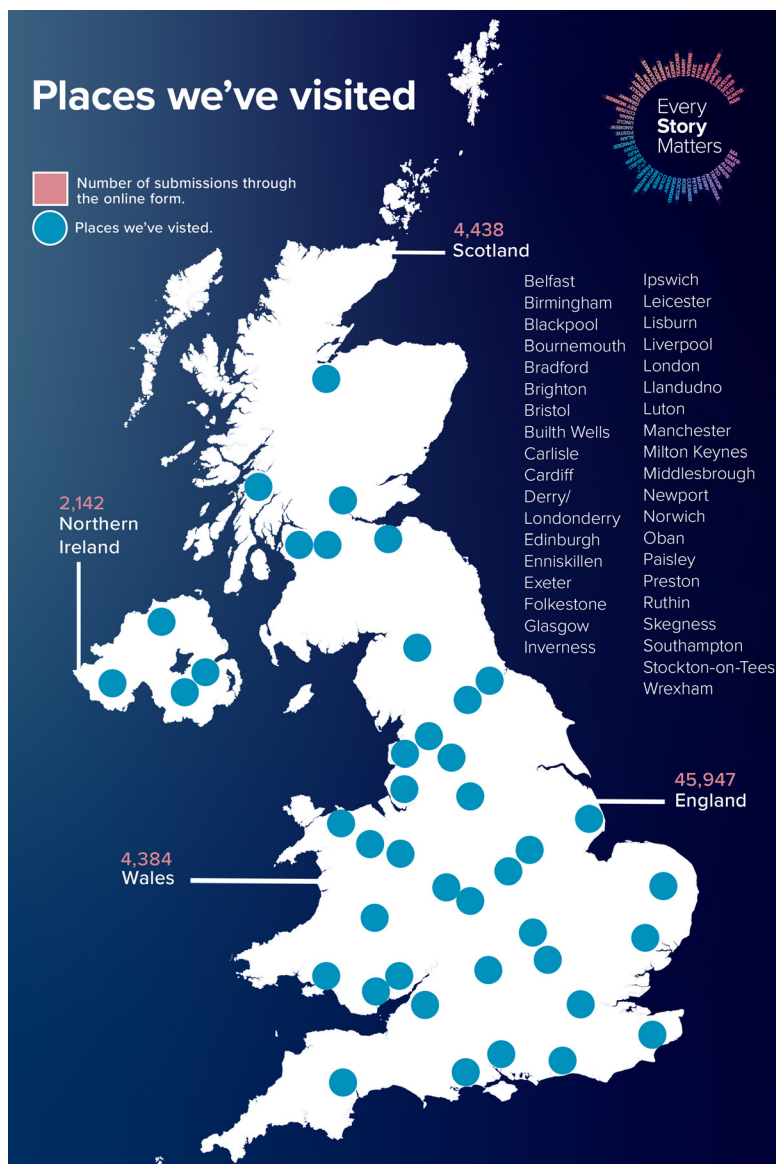 Places we've visited
Every
Story
Matters
Number of submissions through
the online form.
Places we've visted.
4,438
Scotland
Belfast
Birmingham
Blackpool
Bournemouth
Bradford
Brighton
Bristol
Builth Wells
Carlisle
Cardiff
Derry/
Londonderry
Edinburgh
Enniskillen
Exeter
Folkestone
Glasgow
Inverness
Ipswich
Leicester
Lisburn
Liverpool
London
Llandudno
Luton
Manchester
Milton Keynes
Middlesbrough
Newport
Norwich
Oban
Paisley
Preston
Ruthin
Skegness
Southampton
Stockton-on-Tees
Wrexham
2,142
Northern
Ireland
45,947
England
4,384
Wales